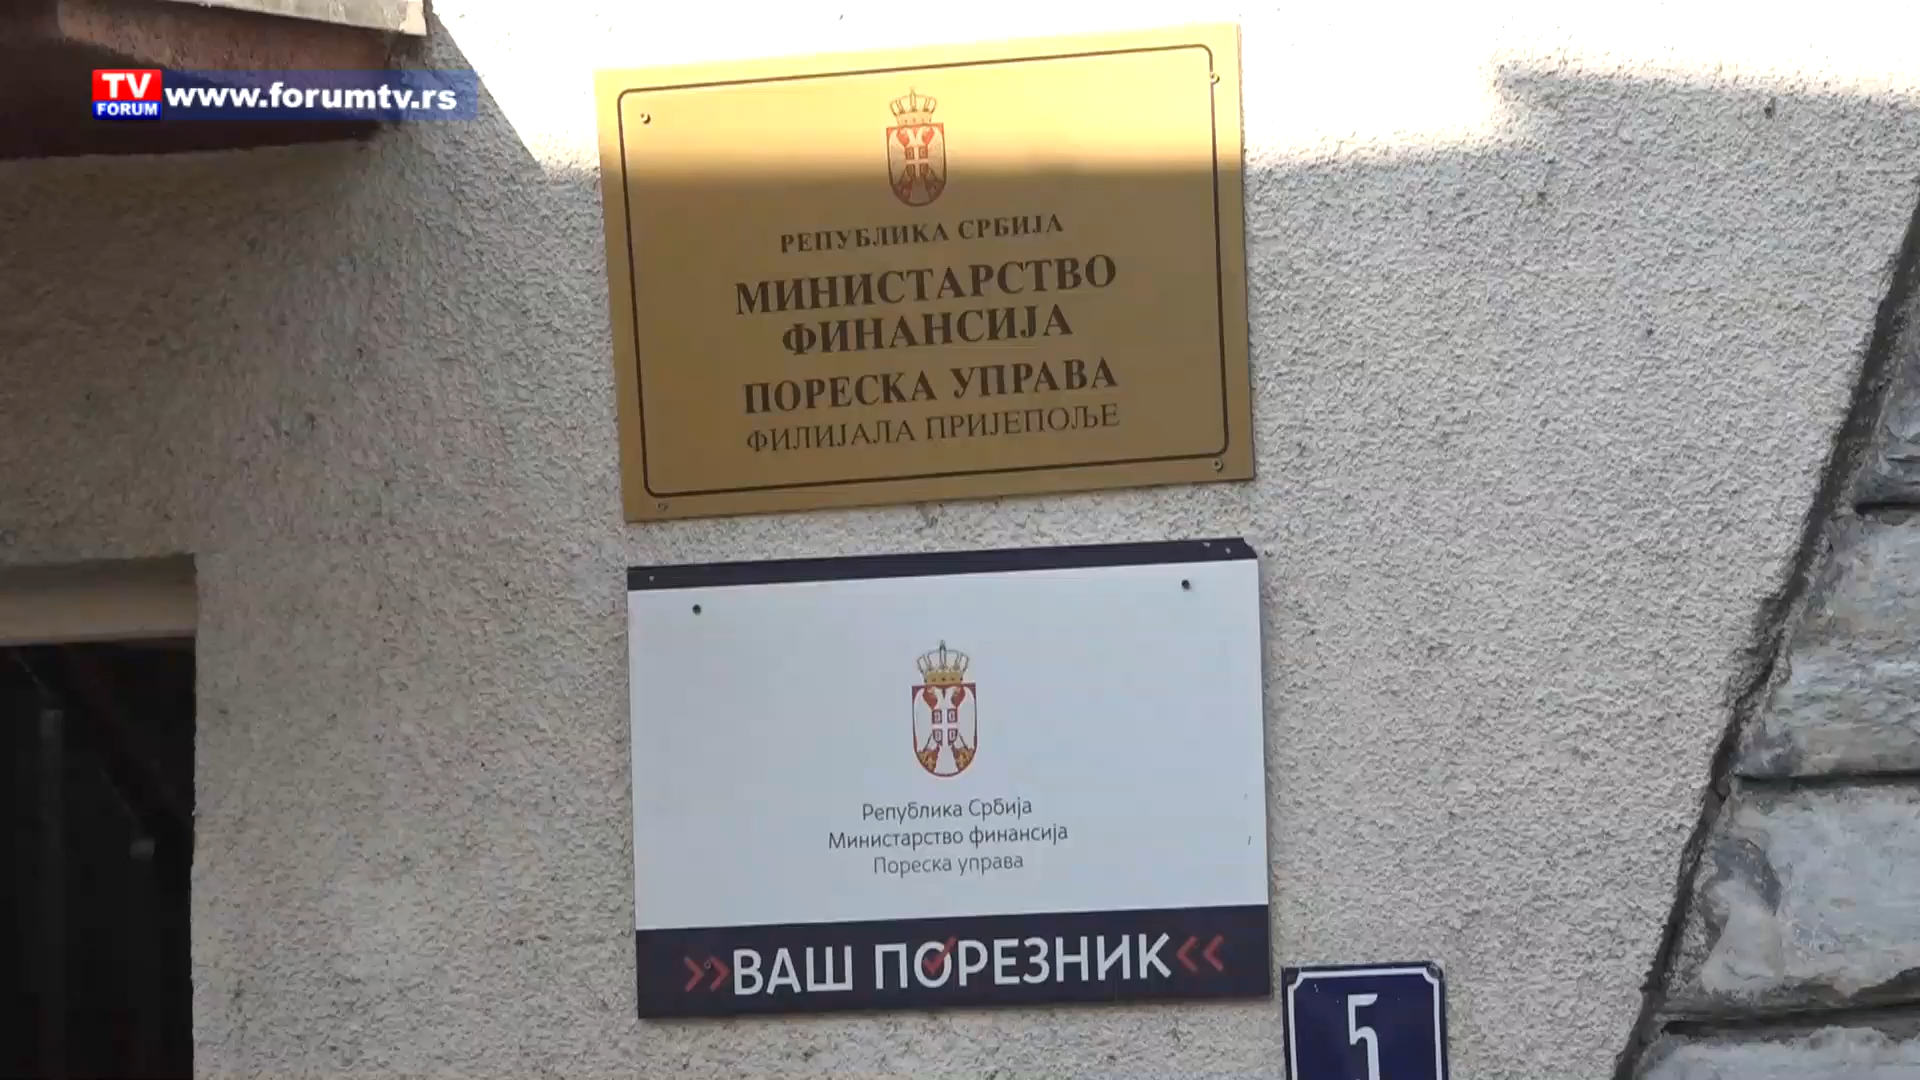 TV
FORUM
www.forumtv.rs
РЕПУБЛИКА СРБИЈА
МИНИСТАРСТВО
ФИНАНСИЈА
ПОРЕСКА УПРАВА
ФИЛИЈАЛА ПРИЈЕПОЉЕ
Република Србија
Министарство финансија
Пореска управа
>>ВАШ ПОРЕЗНИК<<
5